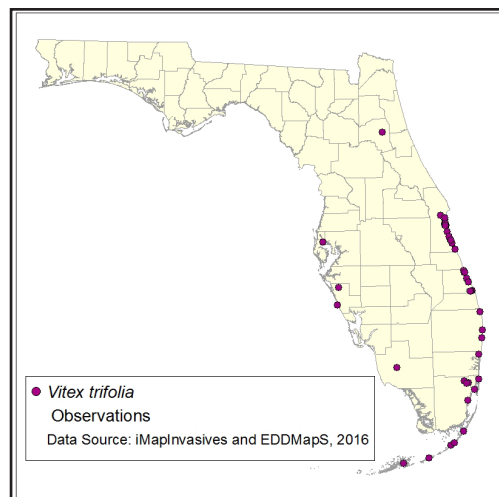 Vitex trifolia
Observations
Data Source: iMapInvasives and EDDMapS, 2016